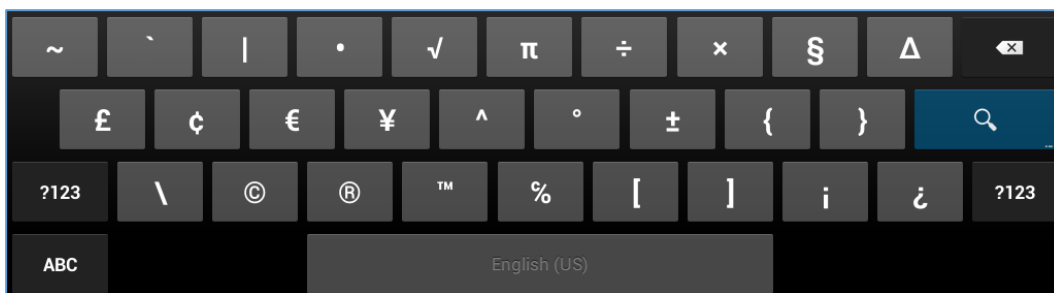 ~ ` | • √ π ÷ × § Δ
£ ¢ € ¥ ^ ° ± { }
?123 \ © ® ™ ℅ [ ] ¡ ¿ ?123
ABC English (US)